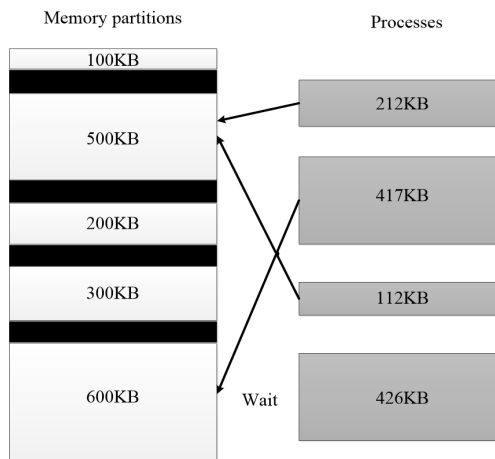 Memory partitions
Processes
100KB
500KB
200KB
300KB
600KB
212KB
417KB
112KB
426KB
Wait